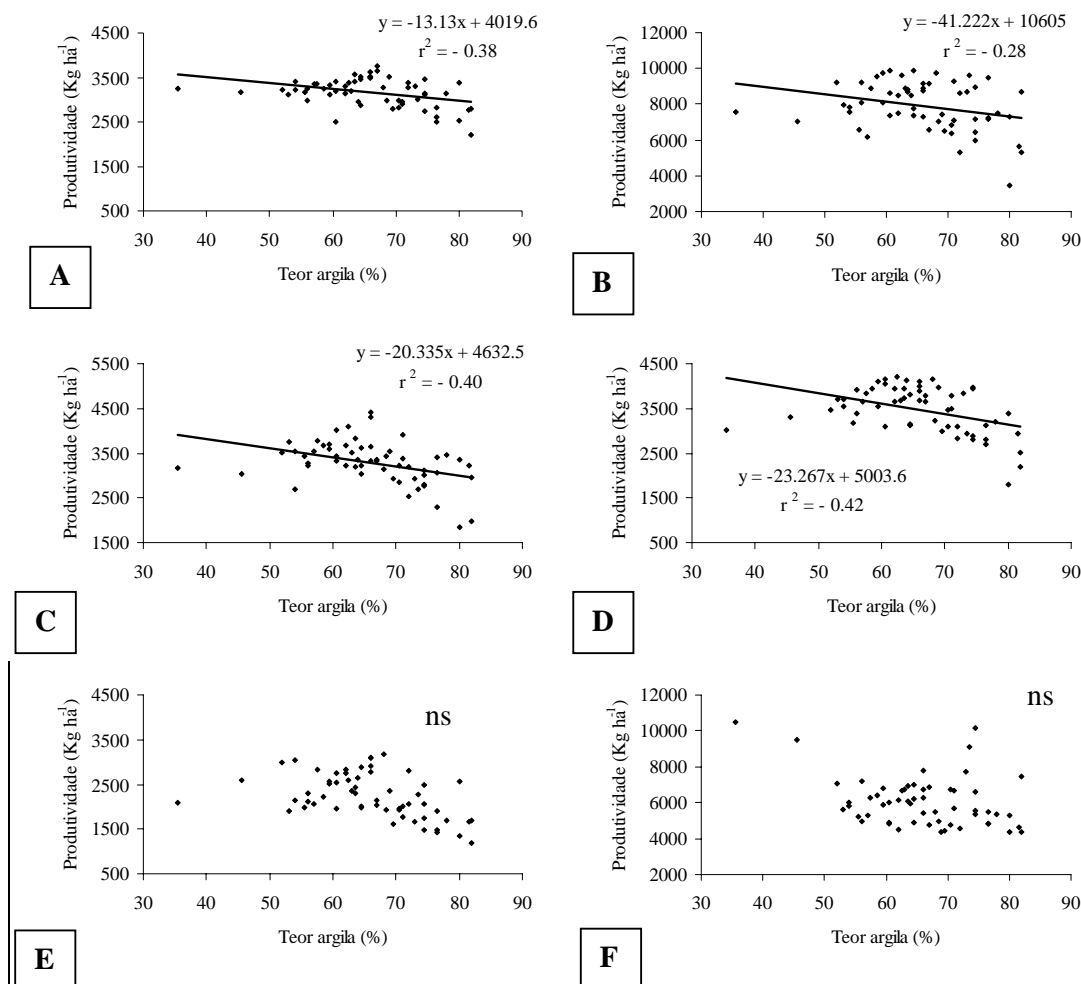 y = -13.13x + 4019.6
r² = - 0.38
4500
3500
2500
1500
500
Produtividade (Kg há-¹)
30 40 50 60 70 80 90
Teor argila (%)
A
y = -41.222x + 10605
r² = - 0.28
12000
10000
8000
6000
4000
2000
Produtividade (Kg há-¹)
30 40 50 60 70 80 90
Teor argila (%)
B
y = -20.335x + 4632.5
r² = - 0.40
5500
4500
3500
2500
1500
Produtividade (Kg há-¹)
30 40 50 60 70 80 90
Teor argila (%)
C
4500
3500
2500
1500
500
y = -23.267x + 5003.6
r² = - 0.42
Produtividade (Kg há-¹)
30 40 50 60 70 80 90
Teor argila (%)
D
4500
3500
2500
1500
500
ns
Produtividade (Kg há-¹)
30 40 50 60 70 80 90
Teor argila (%)
E
12000
10000
8000
6000
4000
2000
ns
Produtividade (Kg há-¹)
30 40 50 60 70 80 90
Teor argila (%)
F